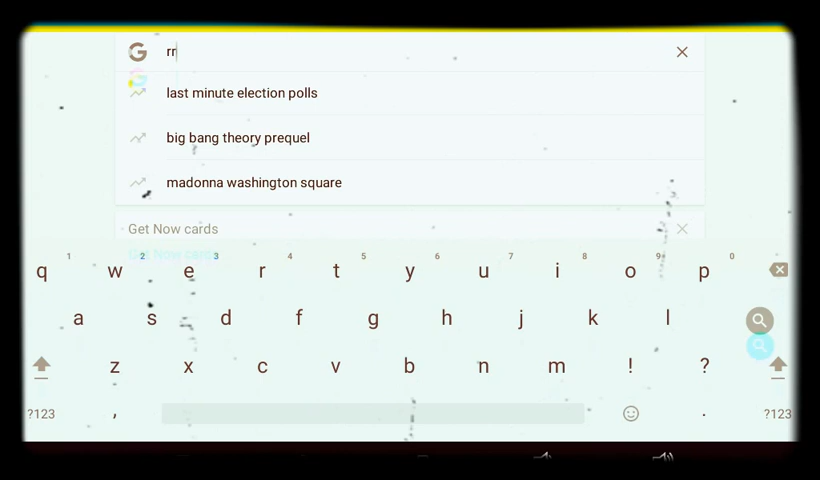 rr
last minute election polls
big bang theory prequel
madonna washington square
Get Now cards
1 2 3 4 5 6 7 8 9 0
q w e r t y u i o p
a s d f g h j k l
z x c v b n m ! ?
?123 , . ?123